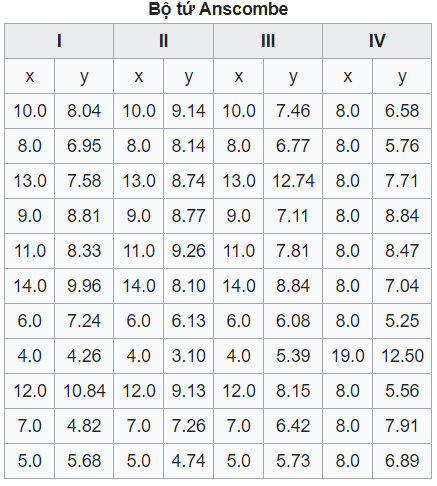 Bộ tứ Anscombe
I II III IV
x y x y x y x y
10.0 8.04 10.0 9.14 10.0 7.46 8.0 6.58
8.0 6.95 8.0 8.14 8.0 6.77 8.0 5.76
13.0 7.58 13.0 8.74 13.0 12.74 8.0 7.71
9.0 8.81 9.0 8.77 9.0 7.11 8.0 8.84
11.0 8.33 11.0 9.26 11.0 7.81 8.0 8.47
14.0 9.96 14.0 8.10 14.0 8.84 8.0 7.04
6.0 7.24 6.0 6.13 6.0 6.08 8.0 5.25
4.0 4.26 4.0 3.10 4.0 5.39 19.0 12.50
12.0 10.84 12.0 9.13 12.0 8.15 8.0 5.56
7.0 4.82 7.0 7.26 7.0 6.42 8.0 7.91
5.0 5.68 5.0 4.74 5.0 5.73 8.0 6.89